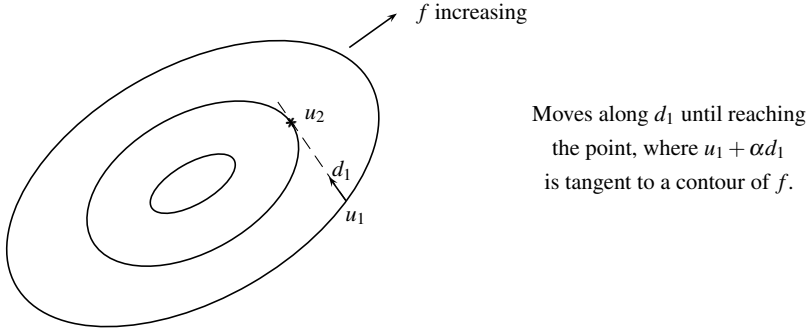 f increasing
u₂
d₁
u₁
Moves along d₁ until reaching
the point, where u₁ + αd₁
is tangent to a contour of f.